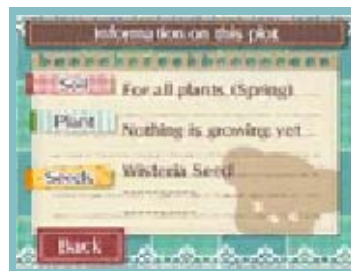 Information on this plot
Soil
For all plants (Spring)
Plant
Nothing is growing yet
Seeds
Wisteria Seed
Back